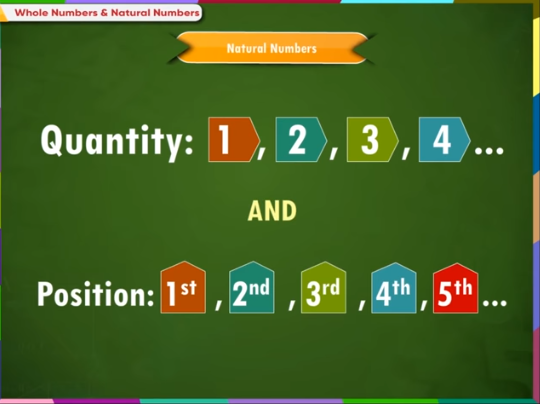 Whole Numbers & Natural Numbers
Natural Numbers
Quantity: 1, 2, 3, 4...
AND
Position: 1st, 2nd, 3rd, 4th, 5th...